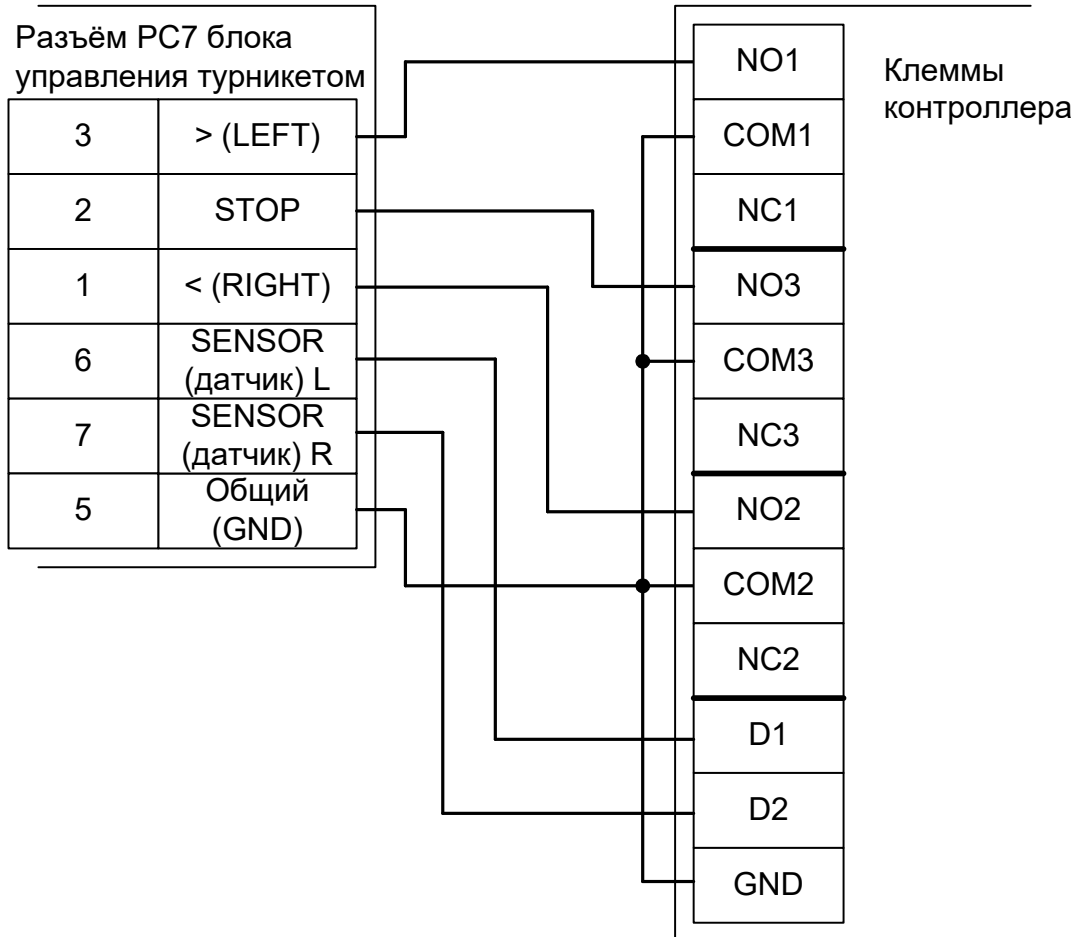 Разъём PC7 блока
управления турникетом
3 > (LEFT)
2 STOP
1 < (RIGHT)
6 SENSOR
(датчик) L
7 SENSOR
(датчик) R
5 Общий
(GND)
NO1
COM1
NC1
NO3
COM3
NC3
NO2
COM2
NC2
D1
D2
GND
Клеммы
контроллера